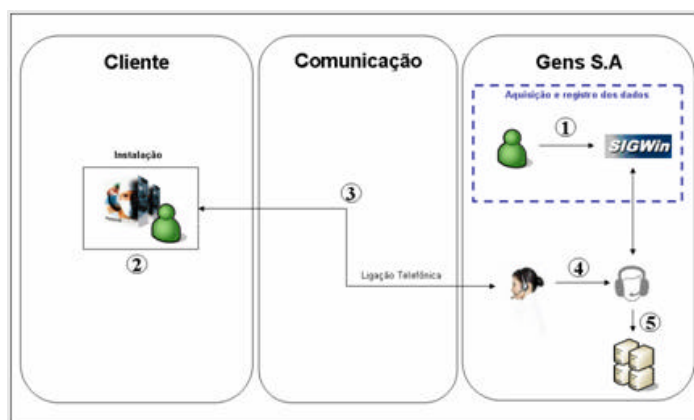 Cliente
Comunicação
Gens S.A
Aquisição e registro dos dados
1
SIGWin
Instalação
3
2
Ligação Telefônica
4
5